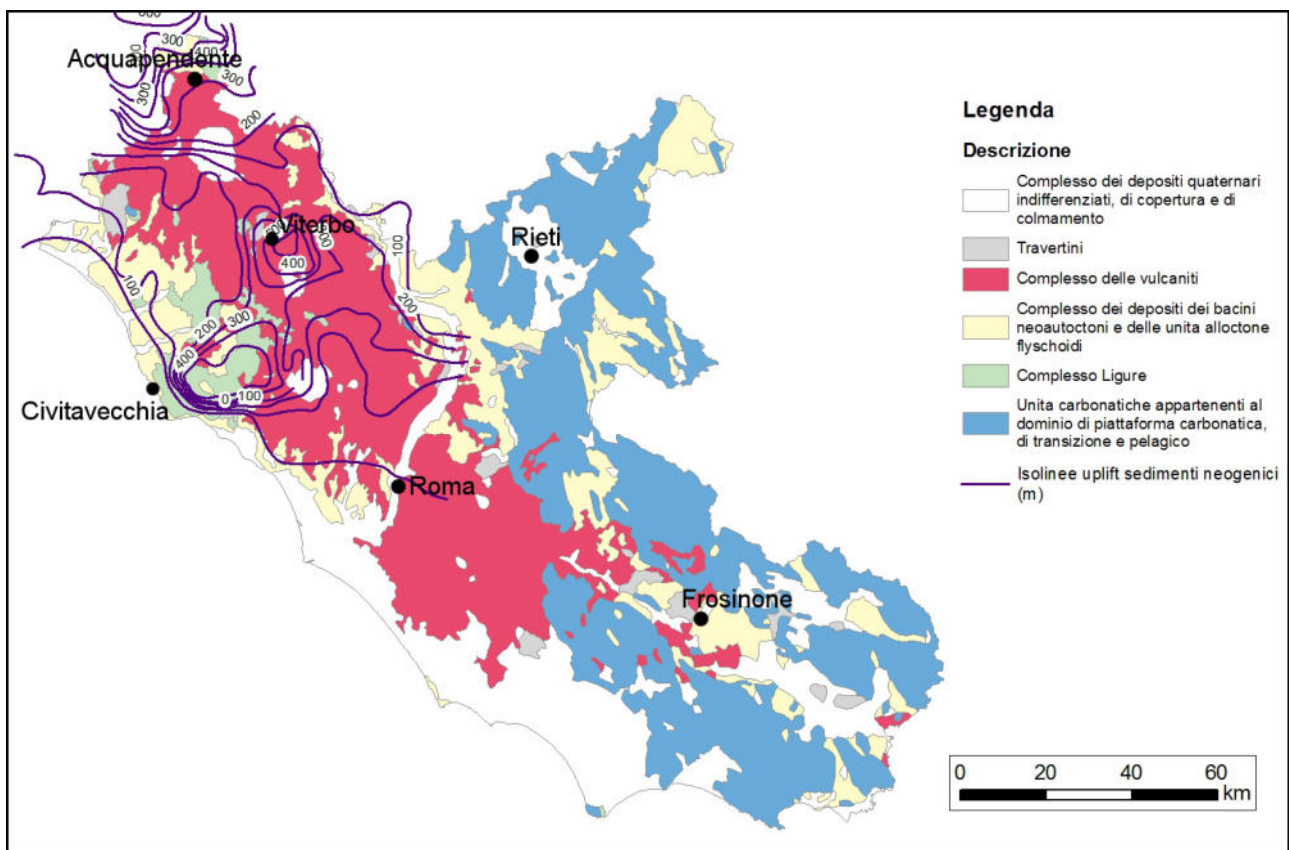 300
400
Acquapendente
300
300
200
Viterbo
400
100
200
Rieti
100
200
300
400
0
100
Civitavecchia
Roma
Frosinone
Legenda
Descrizione
Complesso dei depositi quaternari
indifferenziati, di copertura e di
colmamento
Travertini
Complesso delle vulcaniti
Complesso dei depositi dei bacini
neoautoctoni e delle unita alloctone
flyschoidi
Complesso Ligure
Unita carbonatiche appartenenti al
dominio di piattaforma carbonatica,
di transizione e pelagico
Isolinee uplift sedimenti neogenici
(m)
0 20 40 60
km